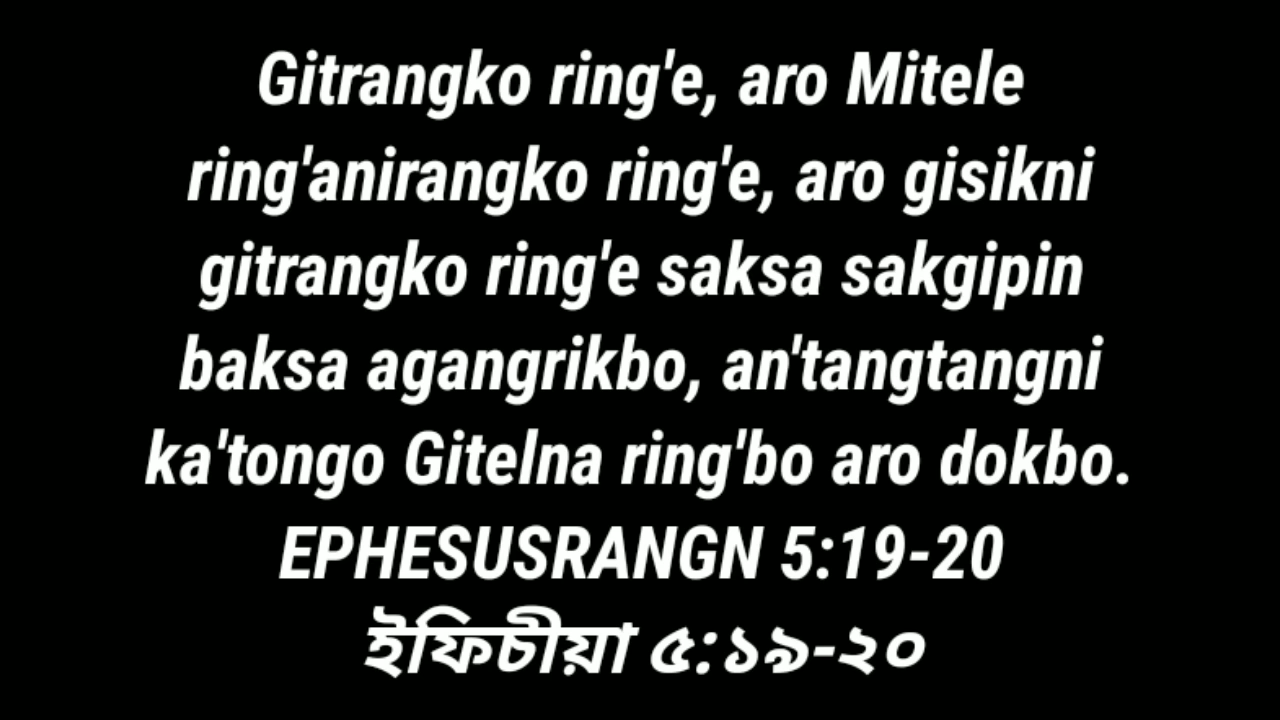 Gitrangko ring'e, aro Mitele
ring'anirangko ring'e, aro gisikni
gitrangko ring'e saksa sakgipin
baksa agangrikbo, an'tangtangni
ka'tongo Gitelna ring'bo aro dokbo.
EPHESUSRANGN 5:19-20
ইফিচীয়া ৫:১৯-২০